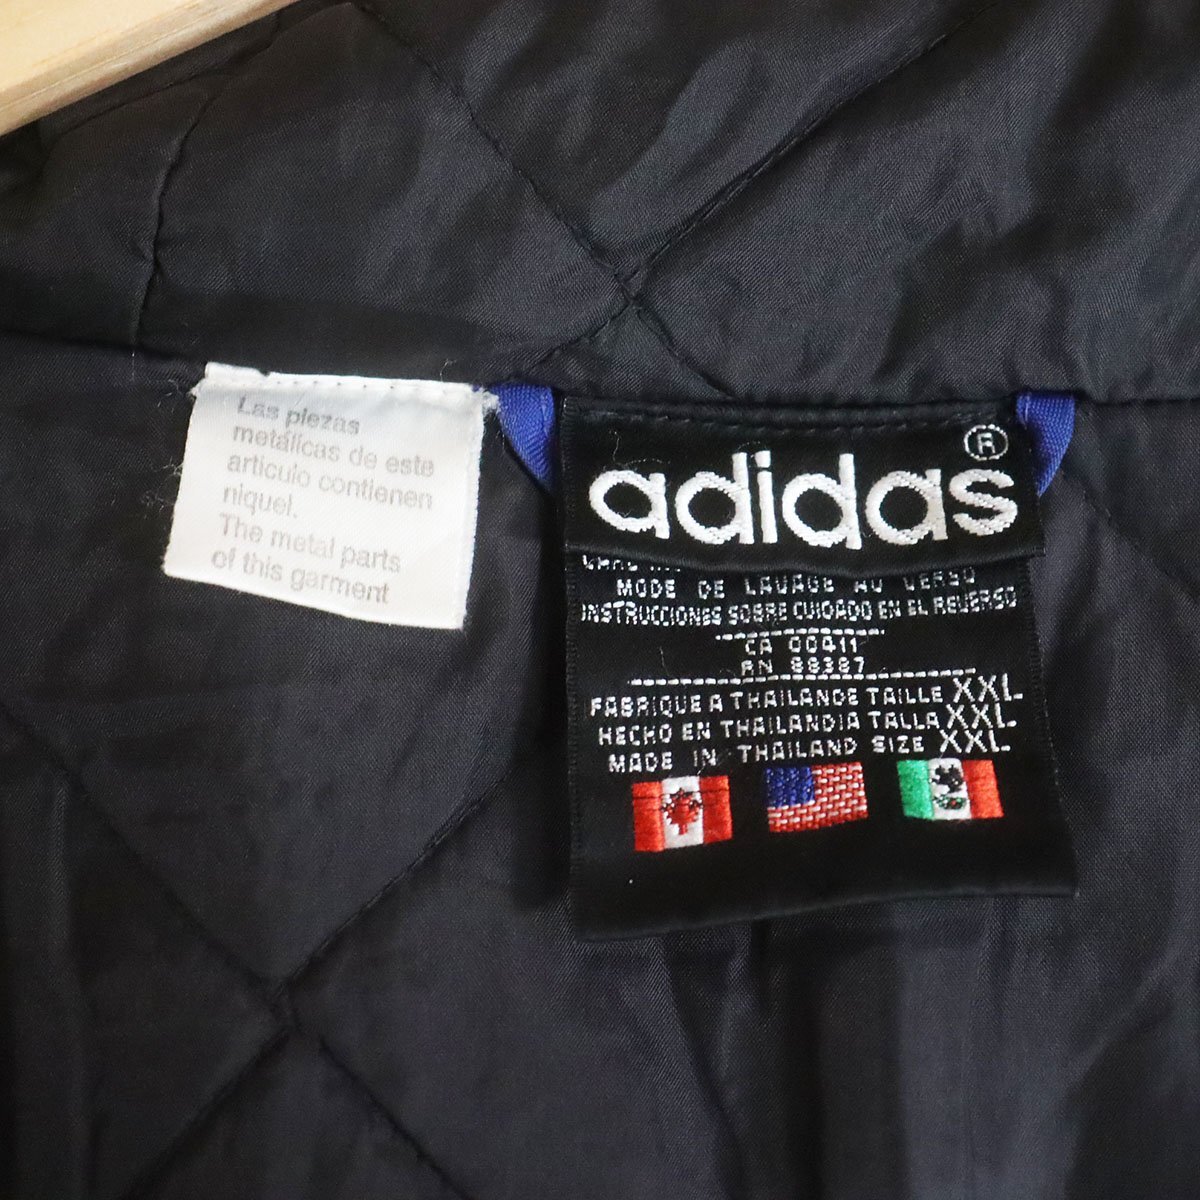 Las piezas
metálicas de este
articulo contienen
niquel.
The metal parts
of this garment
adidas ®
MODE DE LAVAGE AU VERSO
INSTRUCCIONES SOBRE CUIDADO EN EL REVERSO
CA 00411
RN 88387
FABRIQUE A THAILANDE TAILLE XXL
HECHO EN THAILANDIA TALLA XXL
MADE IN THAILAND SIZE XXL